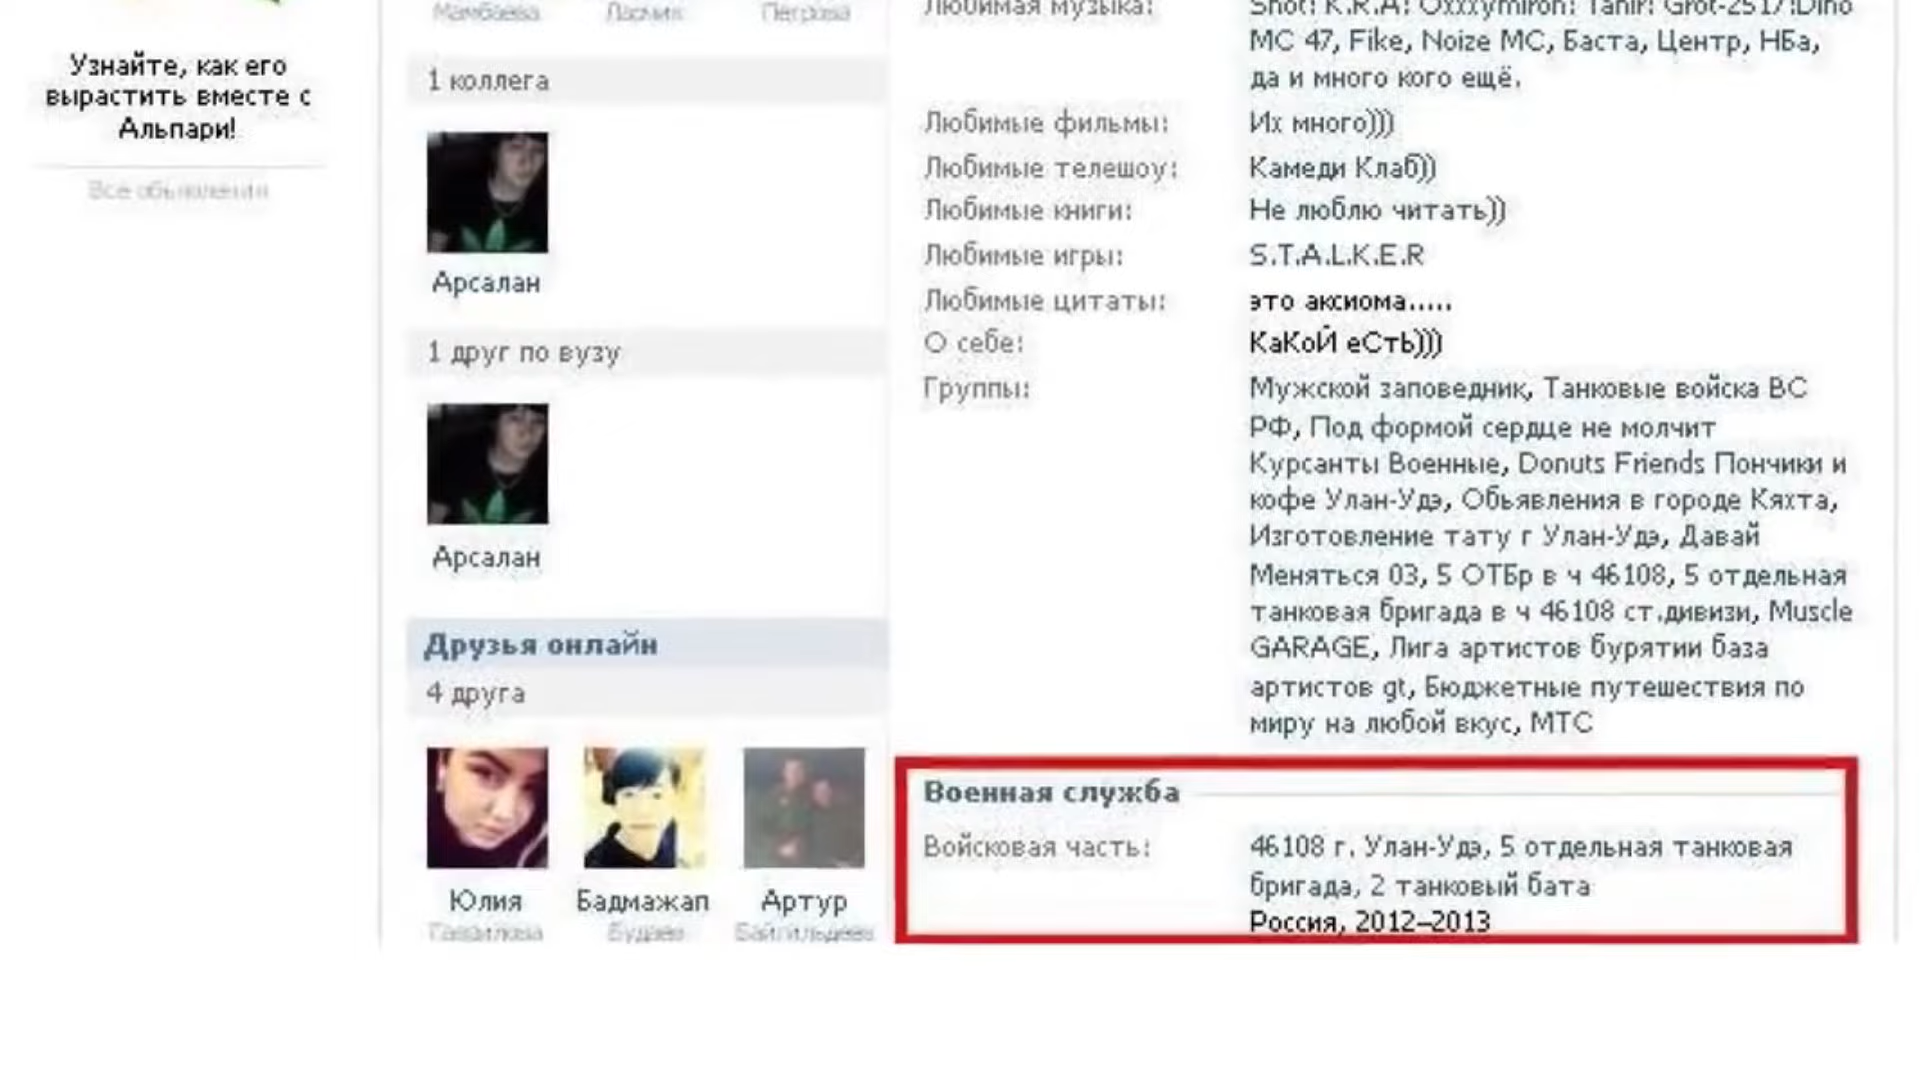 Узнайте, как его
вырастить вместе с
Альпари!
Все объявления
Мамбаева
Петрова
1 коллега
Арсалан
1 друг по вузу
Арсалан
Друзья онлайн
4 друга
Юлия
Бадмажап
Артур
Будаев
Любимая музыка:
Shot! K.R.A! Oxxxymiron! Tanir! Grot-2517!Dino
MC 47, Fike, Noize MC, Баста, Центр, НБа,
да и много кого ещё.
Любимые фильмы:
Их много)))
Любимые телешоу:
Камеди Клаб))
Любимые книги:
Не люблю читать))
Любимые игры:
S.T.A.L.K.E.R
Любимые цитаты:
это аксиома.....
О себе:
КаКоЙ еСтЬ)))
Группы:
Мужской заповедник, Танковые войска ВС
РФ, Под формой сердце не молчит
Курсанты Военные, Donuts Friends Пончики и
кофе Улан-Удэ, Обьявления в городе Кяхта,
Изготовление тату г Улан-Удэ, Давай
Меняться 03, 5 ОТБр в ч 46108, 5 отдельная
танковая бригада в ч 46108 ст.дивизи, Muscle
GARAGE, Лига артистов бурятии база
артистов gt, Бюджетные путешествия по
миру на любой вкус, МТС
Военная служба
Войсковая часть:
46108 г. Улан-Удэ, 5 отдельная танковая
бригада, 2 танковый бата
Россия, 2012–2013